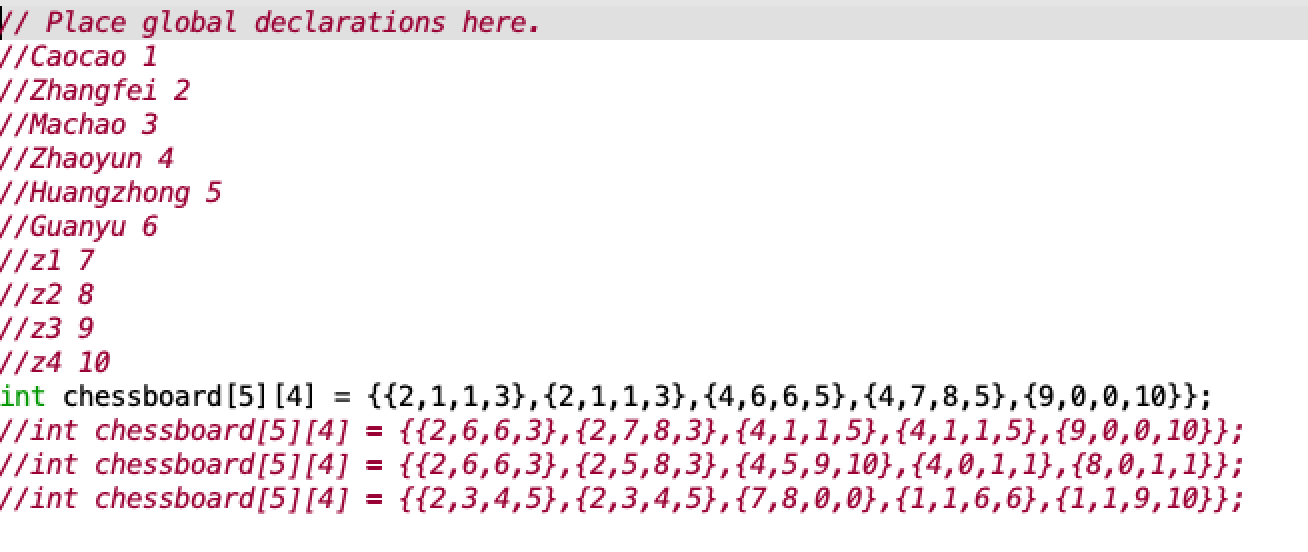 // Place global declarations here.
//Caocao 1
//Zhangfei 2
//Machao 3
//Zhaoyun 4
//Huangzhong 5
//Guanyu 6
//z1 7
//z2 8
//z3 9
//z4 10
int chessboard[5][4] = {{2,1,1,3},{2,1,1,3},{4,6,6,5},{4,7,8,5},{9,0,0,10}};
//int chessboard[5][4] = {{2,6,6,3},{2,7,8,3},{4,1,1,5},{4,1,1,5},{9,0,0,10}};
//int chessboard[5][4] = {{2,6,6,3},{2,5,8,3},{4,5,9,10},{4,0,1,1},{8,0,1,1}};
//int chessboard[5][4] = {{2,3,4,5},{2,3,4,5},{7,8,0,0},{1,1,6,6},{1,1,9,10}};